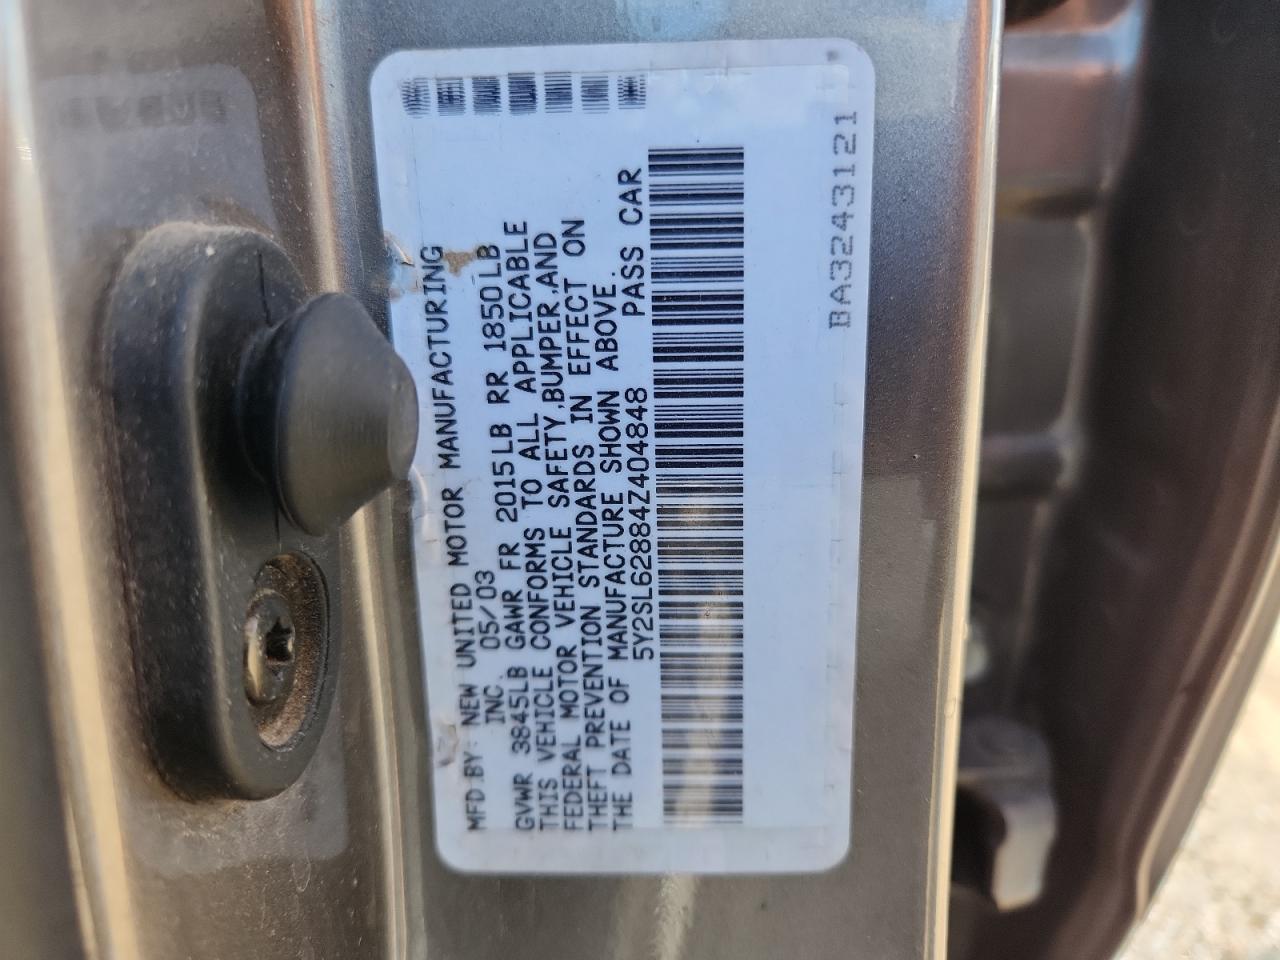 MFD BY: NEW UNITED MOTOR MANUFACTURING
INC. 05/03
GVWR 3845LB GAWR FR 2015LB RR 1850LB
THIS VEHICLE CONFORMS TO ALL APPLICABLE
FEDERAL MOTOR VEHICLE SAFETY,BUMPER,AND
THEFT PREVENTION STANDARDS IN EFFECT ON
THE DATE OF MANUFACTURE SHOWN ABOVE.
5Y2SL62884Z404848 PASS CAR
BA3243121